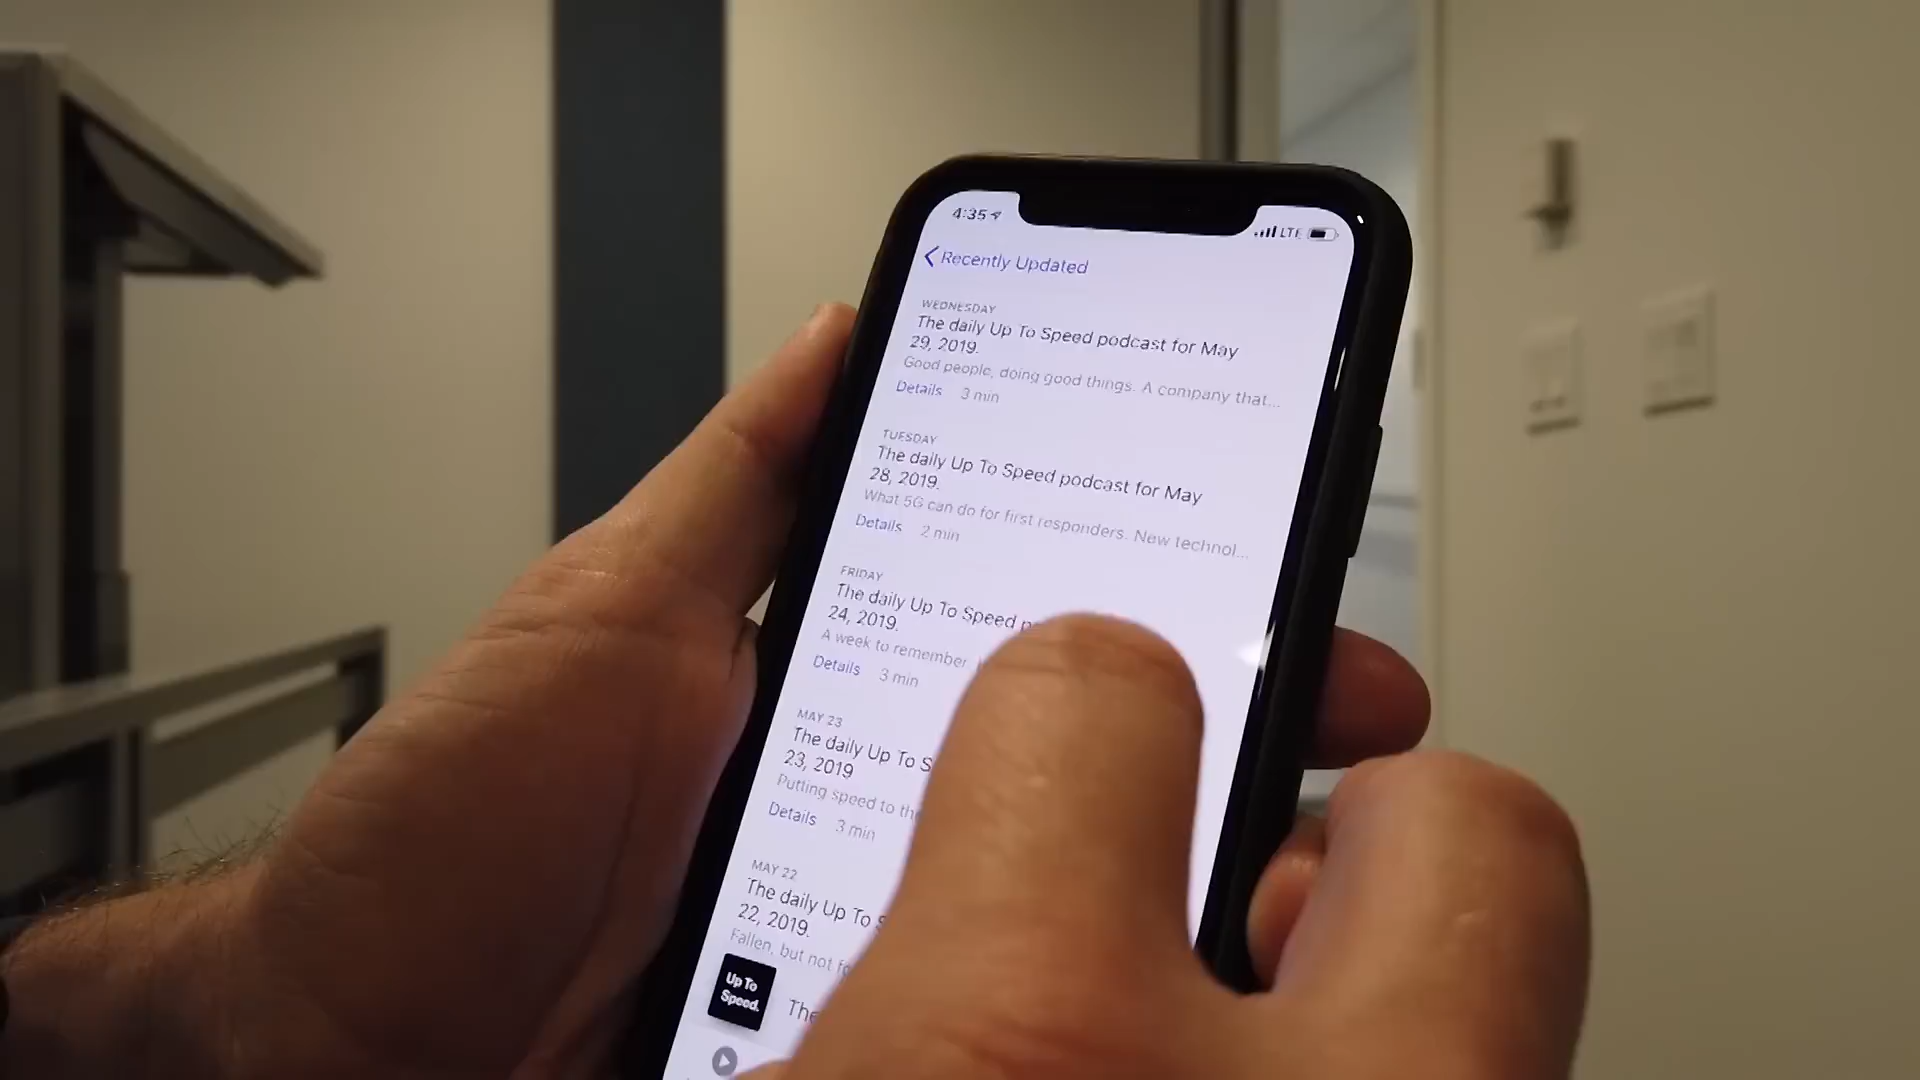 4:35
LTE
Recently Updated
WEDNESDAY
The daily Up To Speed podcast for May
29, 2019.
Good people, doing good things. A company that...
Details 3 min
TUESDAY
The daily Up To Speed podcast for May
28, 2019.
What 5G can do for first responders. New technol...
Details 2 min
FRIDAY
The daily Up To Speed
24, 2019.
A week to remember.
Details 3 min
MAY 23
The daily Up To S
23, 2019
Putting speed to th
Details 3 min
MAY 22
The daily Up To S
22, 2019.
Fallen, but not fo
Up To
Speed.
The